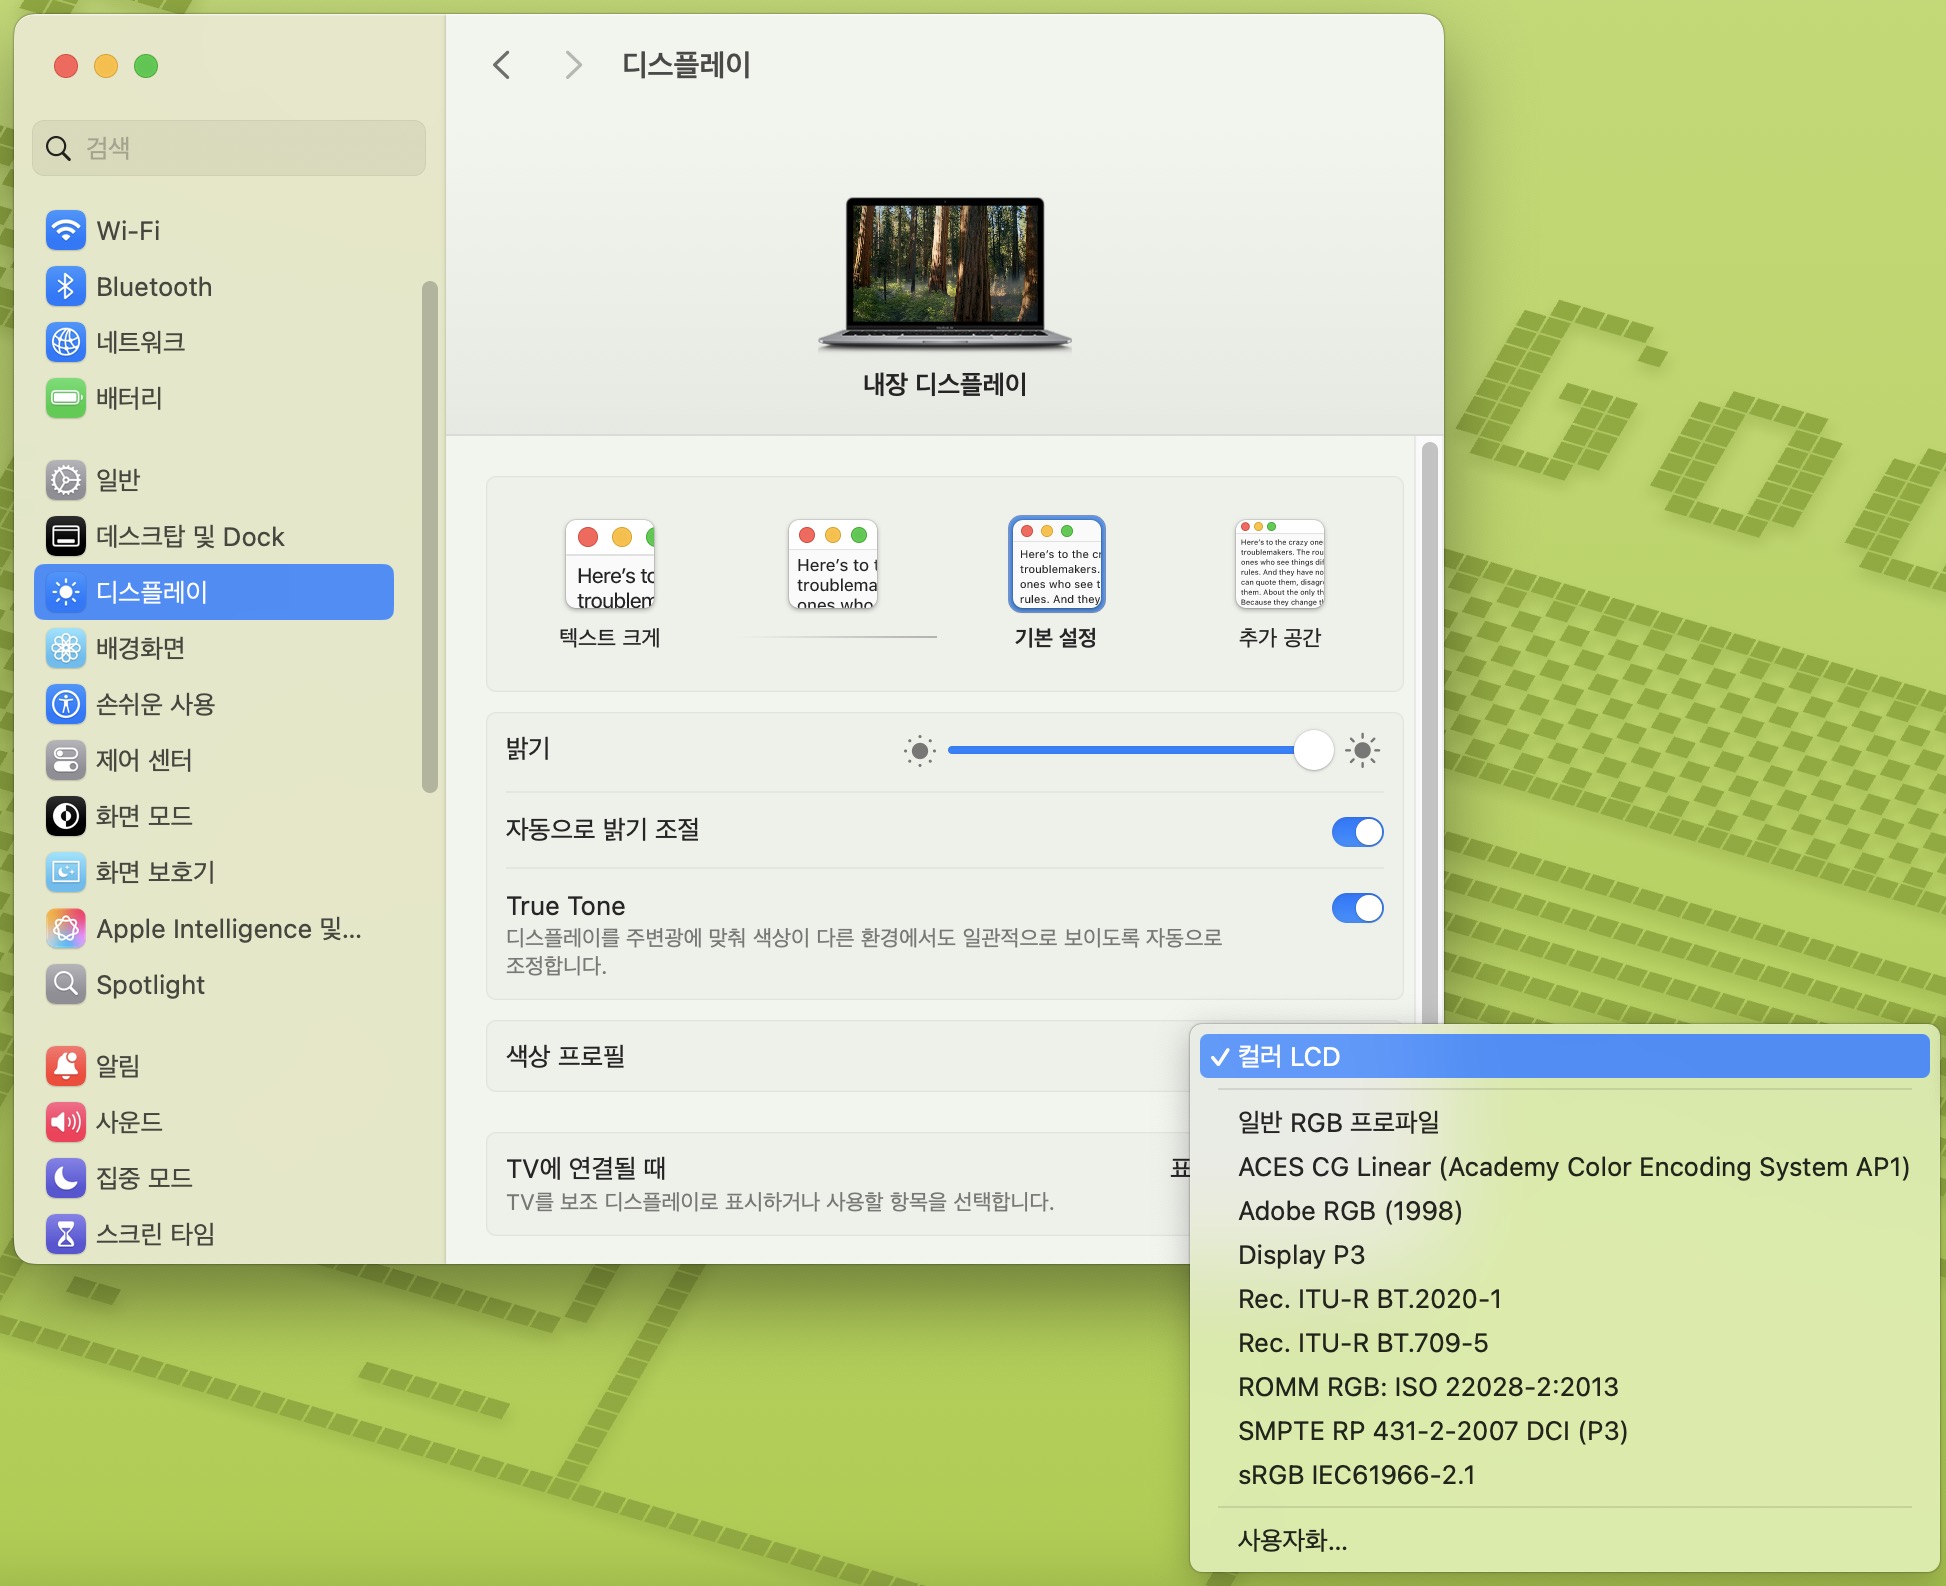 디스플레이
검색
Wi-Fi
Bluetooth
네트워크
배터리
일반
데스크탑 및 Dock
디스플레이
배경화면
손쉬운 사용
제어 센터
화면 모드
화면 보호기
Apple Intelligence 및...
Spotlight
알림
사운드
집중 모드
스크린 타임
내장 디스플레이
Here's to
troublem
텍스트 크게
Here's to t
troublema
ones who
Here's to the cr
troublemakers.
ones who see t
rules. And they
기본 설정
Here's to the crazy one
troublemakers. The rou
ones who see things dif
rules. And they have no
can quote them, disagr
them. About the only th
Because they change t
추가 공간
밝기
자동으로 밝기 조절
True Tone
디스플레이를 주변광에 맞춰 색상이 다른 환경에서도 일관적으로 보이도록 자동으로
조정합니다.
색상 프로필
TV에 연결될 때
표
TV를 보조 디스플레이로 표시하거나 사용할 항목을 선택합니다.
컬러 LCD
일반 RGB 프로파일
ACES CG Linear (Academy Color Encoding System AP1)
Adobe RGB (1998)
Display P3
Rec. ITU-R BT.2020-1
Rec. ITU-R BT.709-5
ROMM RGB: ISO 22028-2:2013
SMPTE RP 431-2-2007 DCI (P3)
sRGB IEC61966-2.1
사용자화...